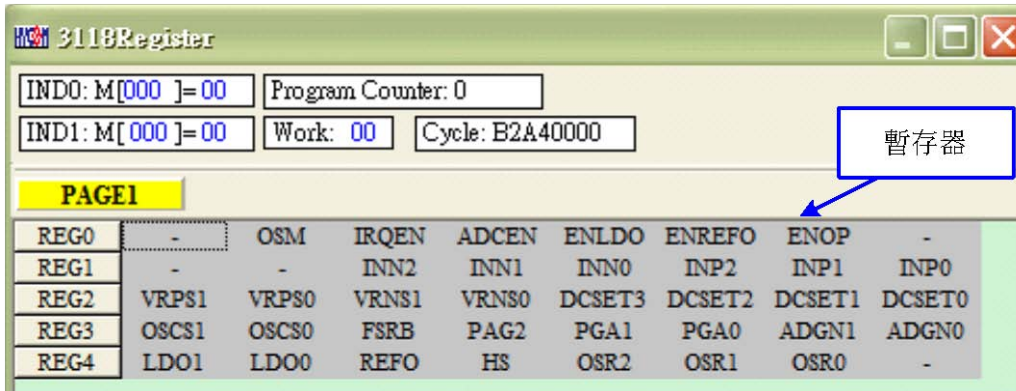 3118Register
IND0: M[000 ]= 00 Program Counter: 0
IND1: M[ 000 ]= 00 Work: 00 Cycle: B2A40000
暫存器
PAGE1
REG0 - OSM IRQEN ADCEN ENLDO ENREFO ENOP -
REG1 - - INN2 INN1 INN0 INP2 INP1 INP0
REG2 VRPS1 VRPS0 VRNS1 VRNS0 DCSET3 DCSET2 DCSET1 DCSET0
REG3 OSCS1 OSCS0 FSRB PAG2 PGA1 PGA0 ADGN1 ADGN0
REG4 LDO1 LDO0 REFO HS OSR2 OSR1 OSR0 -